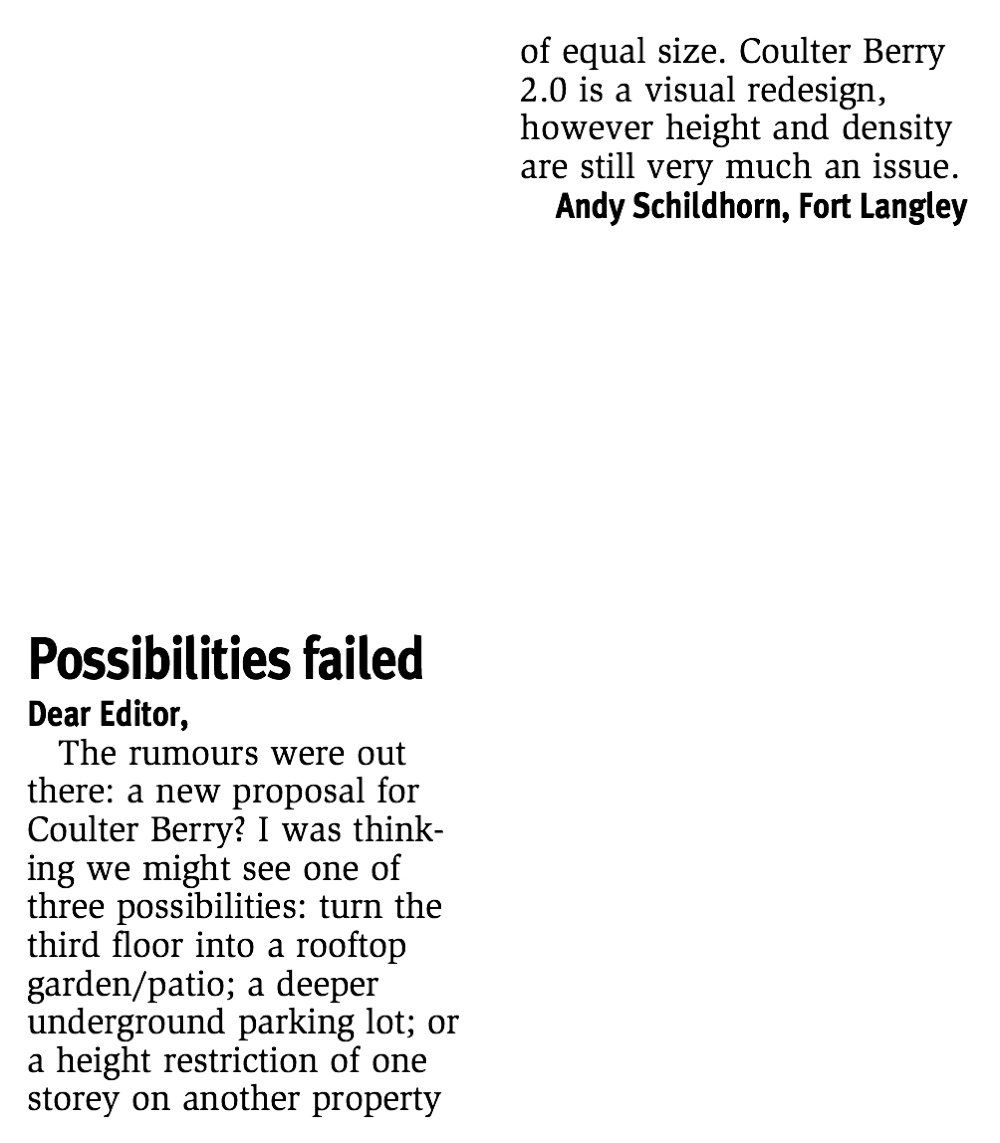 Possibilities failed
Dear Editor,
The rumours were out
there: a new proposal for
Coulter Berry? I was think-
ing we might see one of
three possibilities: turn the
third floor into a rooftop
garden/patio; a deeper
underground parking lot; or
a height restriction of one
storey on another property
of equal size. Coulter Berry
2.0 is a visual redesign,
however height and density
are still very much an issue.
Andy Schildhorn, Fort Langley